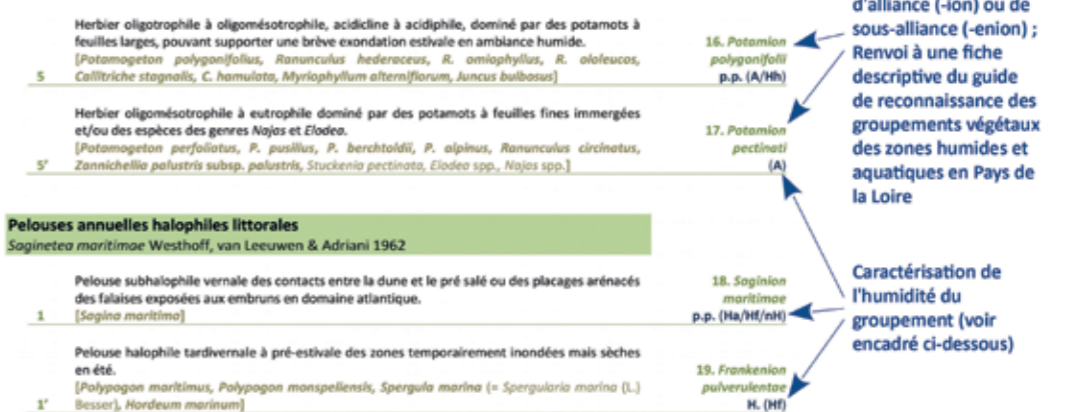 Herbier oligotrophile à oligomésotrophile, acidicline à acidiphile, dominé par des potamots à
feuilles larges, pouvant supporter une brève exondation estivale en ambiance humide.
[Potamogeton polygonifolius, Ranunculus hederaceus, R. omiophyllus, R. ololeucos,
5 Callitriche stagnalis, C. hamulata, Myriophyllum alterniflorum, Juncus bulbosus]
16. Potamion
polygonifolii
p.p. (A/Hh)
Herbier oligomésotrophile à eutrophile dominé par des potamots à feuilles fines immergées
et/ou des espèces des genres Najas et Elodea.
[Potamogeton perfoliatus, P. pusillus, P. berchtoldii, P. alpinus, Ranunculus circinatus,
5' Zannichellia palustris subsp. palustris, Stuckenia pectinata, Elodea spp., Najas spp.]
17. Potamion
pectinati
(A)
Pelouses annuelles halophiles littorales
Saginetea maritimae Westhoff, van Leeuwen & Adriani 1962
Pelouse subhalophile vernale des contacts entre la dune et le pré salé ou des placages arénacés
des falaises exposées aux embruns en domaine atlantique.
1 [Sagina maritima]
18. Saginion
maritimae
p.p. (Ha/Hf/nH)
Pelouse halophile tardivernale à pré-estivale des zones temporairement inondées mais sèches
en été.
[Polypogon maritimus, Polypogon monspeliensis, Spergula marina (= Spergularia marina (L.)
1' Besser), Hordeum marinum]
19. Frankenion
pulverulentae
H. (Hf)
d'alliance (-ion) ou de
sous-alliance (-enion) ;
Renvoi à une fiche
descriptive du guide
de reconnaissance des
groupements végétaux
des zones humides et
aquatiques en Pays de
la Loire
Caractérisation de
l'humidité du
groupement (voir
encadré ci-dessous)